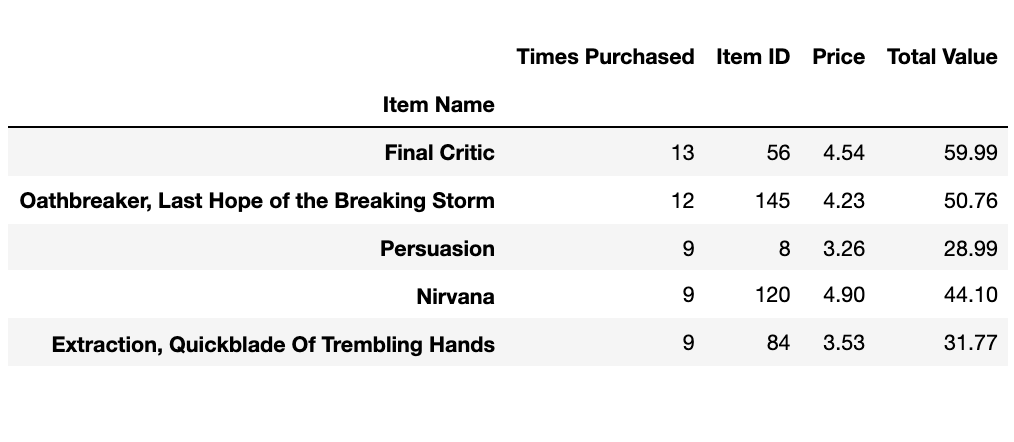 Times Purchased Item ID Price Total Value
Item Name
Final Critic 13 56 4.54 59.99
Oathbreaker, Last Hope of the Breaking Storm 12 145 4.23 50.76
Persuasion 9 8 3.26 28.99
Nirvana 9 120 4.90 44.10
Extraction, Quickblade Of Trembling Hands 9 84 3.53 31.77